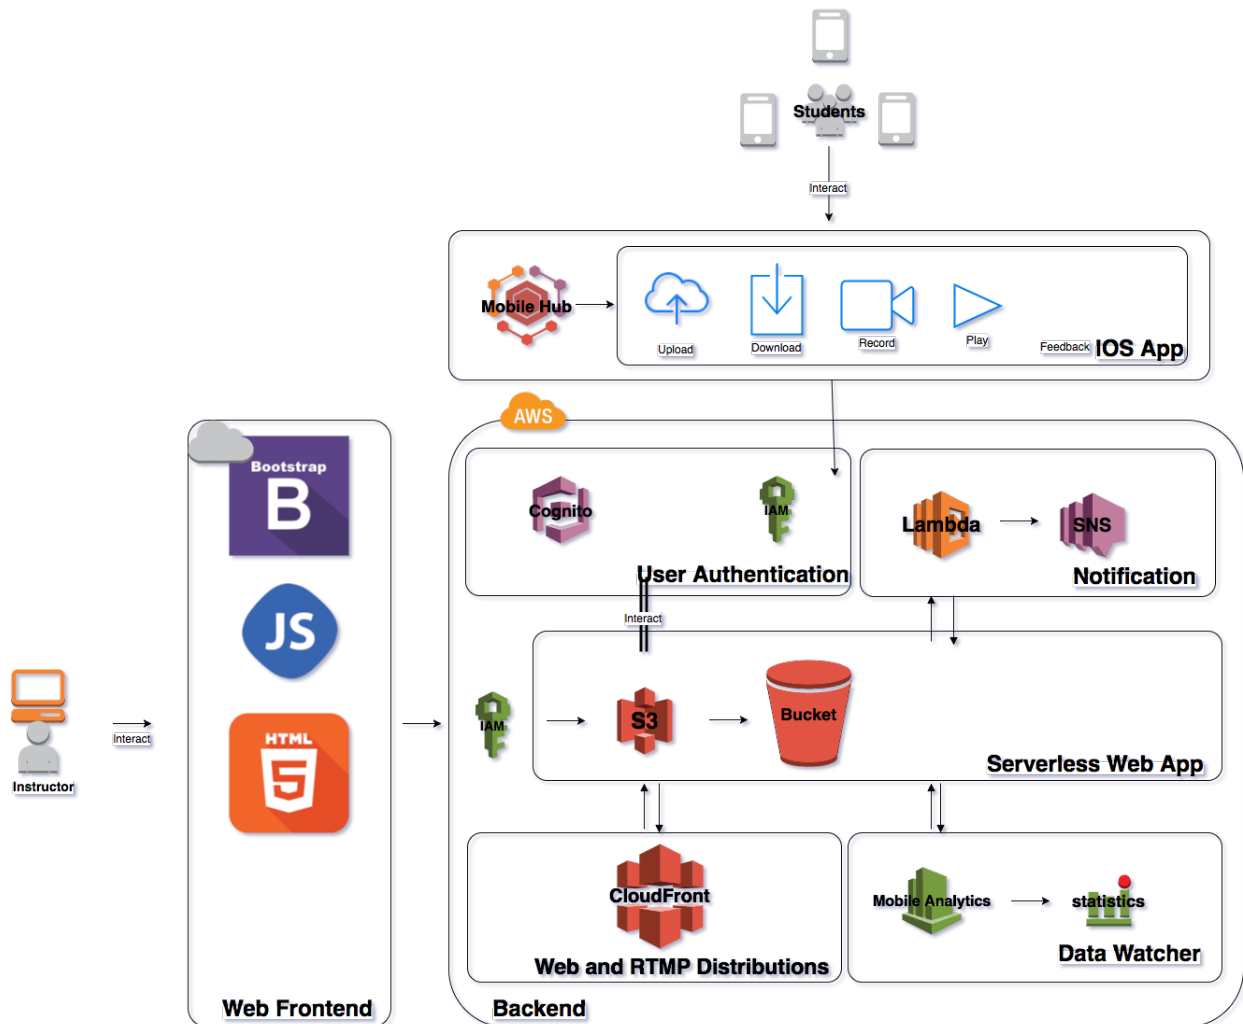 Students
Interact
Mobile Hub
Upload
Download
Record
Play
Feedback
IOS App
AWS
Bootstrap
B
Cognito
IAM
Lambda
SNS
User Authentication
Notification
JS
Interact
Instructor
Interact
HTML
5
IAM
S3
Bucket
Serverless Web App
CloudFront
Mobile Analytics
statistics
Web and RTMP Distributions
Data Watcher
Web Frontend
Backend